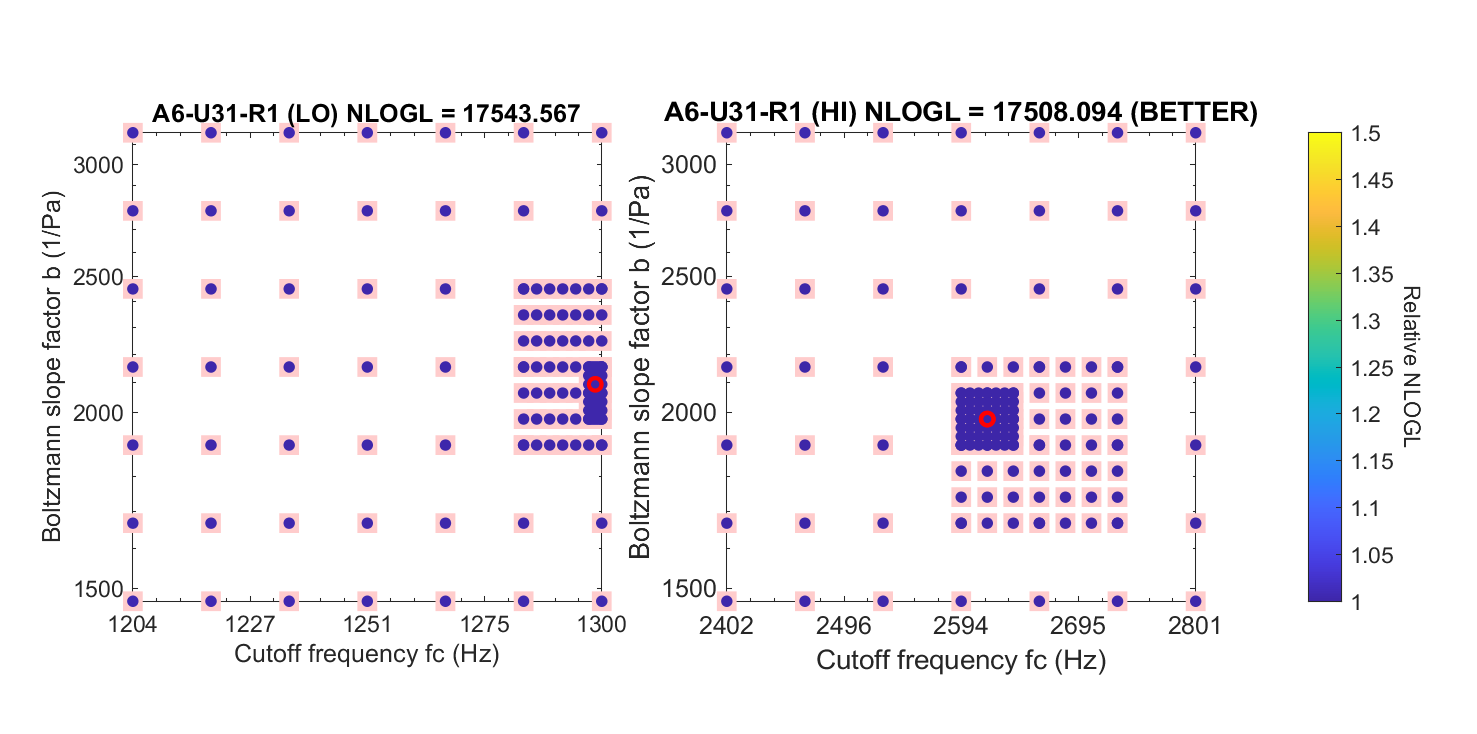 A6-U31-R1 (LO) NLOGL = 17543.567
Boltzmann slope factor b (1/Pa)
3000
2500
2000
1500
1204 1227 1251 1275 1300
Cutoff frequency fc (Hz)
A6-U31-R1 (HI) NLOGL = 17508.094 (BETTER)
Boltzmann slope factor b (1/Pa)
3000
2500
2000
1500
2402 2496 2594 2695 2801
Cutoff frequency fc (Hz)
1.5
1.45
1.4
1.35
1.3
1.25
1.2
1.15
1.1
1.05
1
Relative NLOGL